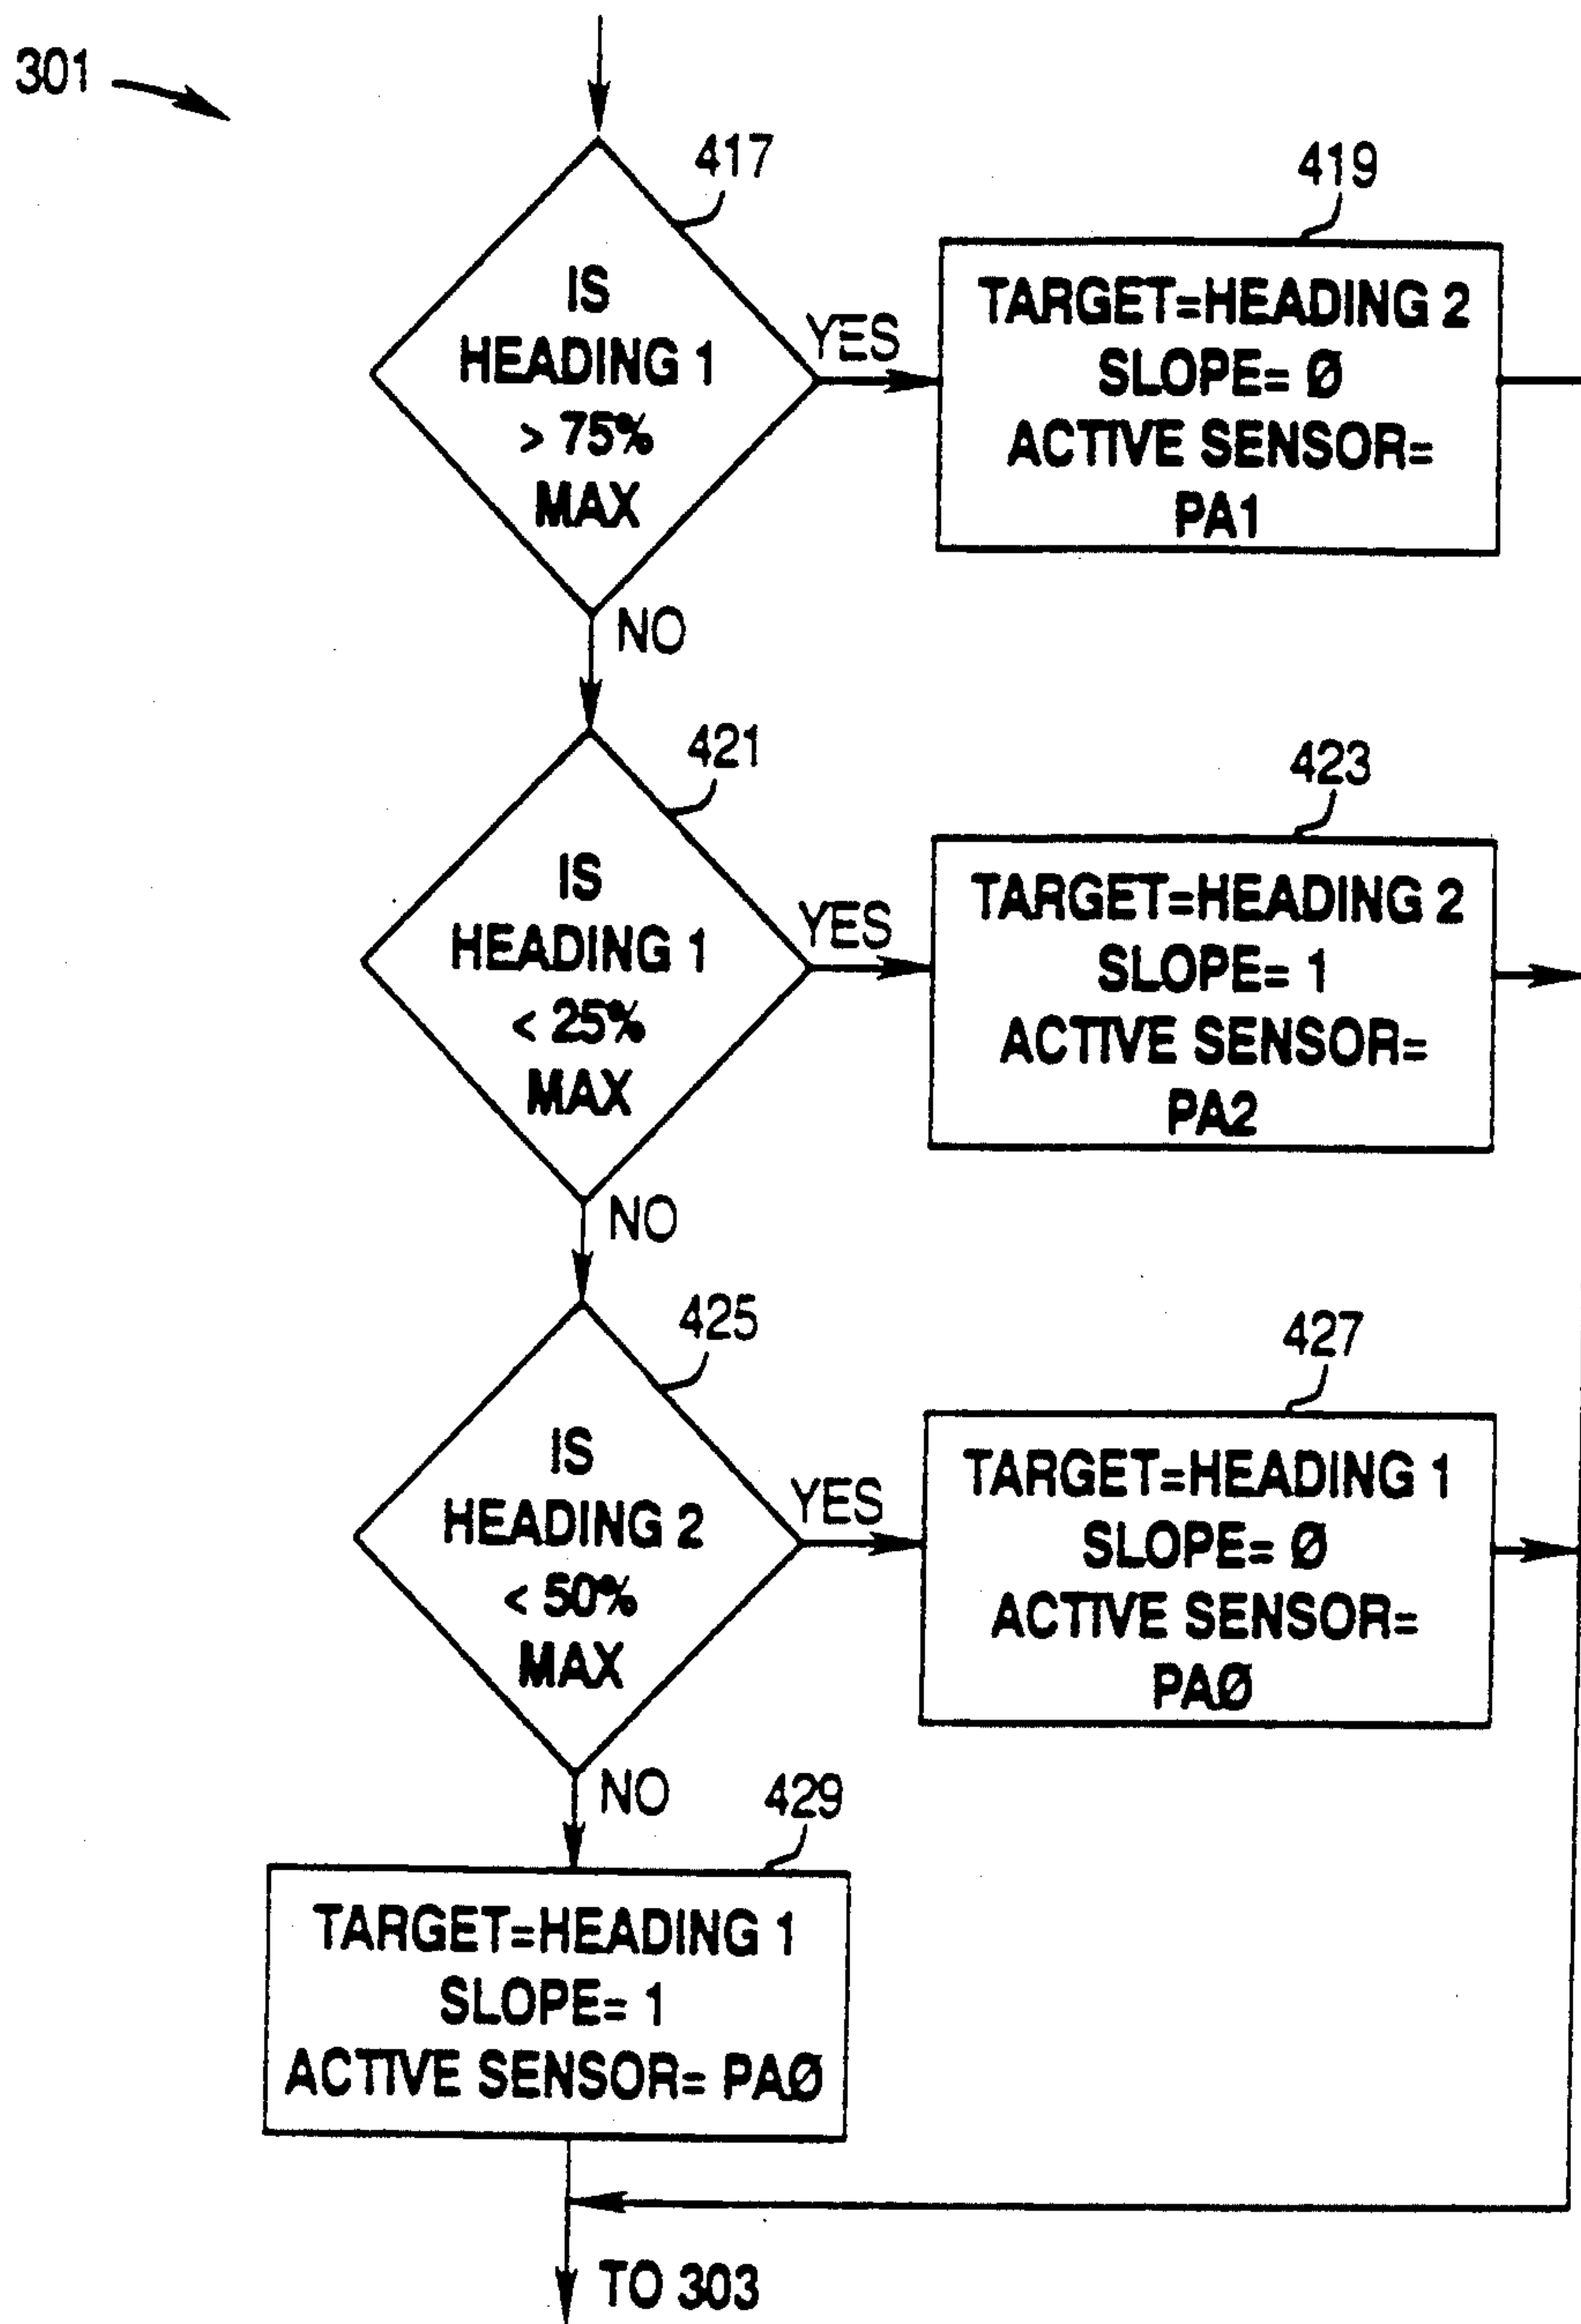 301
417
IS
HEADING 1
> 75%
MAX
YES
419
TARGET=HEADING 2
SLOPE= Ø
ACTIVE SENSOR=
PA1
NO
421
IS
HEADING 1
< 25%
MAX
YES
423
TARGET=HEADING 2
SLOPE= 1
ACTIVE SENSOR=
PA2
NO
425
IS
HEADING 2
< 50%
MAX
YES
427
TARGET=HEADING 1
SLOPE= Ø
ACTIVE SENSOR=
PAØ
NO
429
TARGET=HEADING 1
SLOPE= 1
ACTIVE SENSOR= PAØ
TO 303